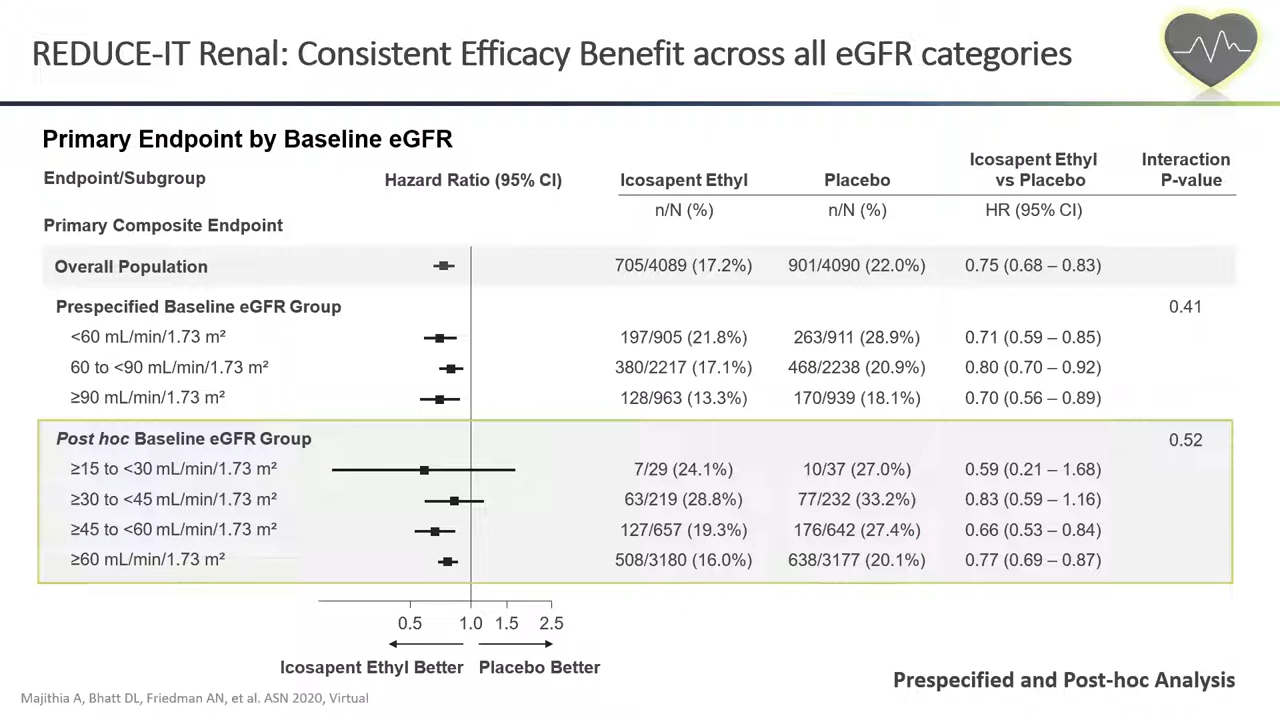 REDUCE-IT Renal: Consistent Efficacy Benefit across all eGFR categories
Primary Endpoint by Baseline eGFR
Endpoint/Subgroup Hazard Ratio (95% CI) Icosapent Ethyl Placebo Icosapent Ethyl vs Placebo Interaction P-value
n/N (%) n/N (%) HR (95% CI)
Primary Composite Endpoint
Overall Population 705/4089 (17.2%) 901/4090 (22.0%) 0.75 (0.68 – 0.83)
Prespecified Baseline eGFR Group 0.41
<60 mL/min/1.73 m² 197/905 (21.8%) 263/911 (28.9%) 0.71 (0.59 – 0.85)
60 to <90 mL/min/1.73 m² 380/2217 (17.1%) 468/2238 (20.9%) 0.80 (0.70 – 0.92)
≥90 mL/min/1.73 m² 128/963 (13.3%) 170/939 (18.1%) 0.70 (0.56 – 0.89)
Post hoc Baseline eGFR Group 0.52
≥15 to <30 mL/min/1.73 m² 7/29 (24.1%) 10/37 (27.0%) 0.59 (0.21 – 1.68)
≥30 to <45 mL/min/1.73 m² 63/219 (28.8%) 77/232 (33.2%) 0.83 (0.59 – 1.16)
≥45 to <60 mL/min/1.73 m² 127/657 (19.3%) 176/642 (27.4%) 0.66 (0.53 – 0.84)
≥60 mL/min/1.73 m² 508/3180 (16.0%) 638/3177 (20.1%) 0.77 (0.69 – 0.87)
0.5 1.0 1.5 2.5
Icosapent Ethyl Better Placebo Better
Prespecified and Post-hoc Analysis
Majithia A, Bhatt DL, Friedman AN, et al. ASN 2020, Virtual